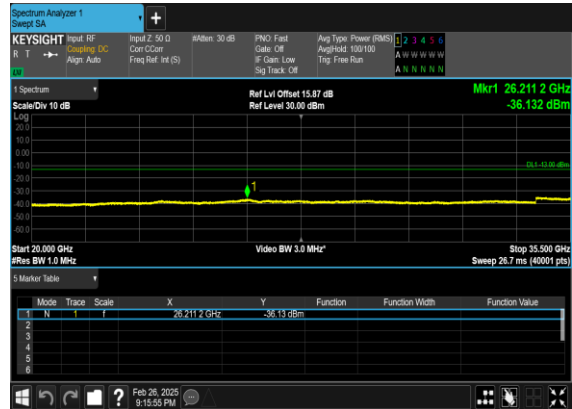 Spectrum Analyzer 1
Swept SA
+
KEYSIGHT Input: RF Input Z: 50 Ω #Atten: 30 dB PNO: Fast Avg Type: Power (RMS) 1 2 3 4 5 6
R T Coupling: DC Corr CCorr Gate: Off Avg|Hold: 100/100 A W W W W W
Align: Auto Freq Ref: Int (S) IF Gain: Low Trig: Free Run
Sig Track: Off A N N N N N
1 Spectrum Ref Lvl Offset 15.87 dB Mkr1 26.211 2 GHz
Scale/Div 10 dB Ref Level 30.00 dBm -36.132 dBm
Log
20.0
10.0
0.00
-10.0
DL1 -13.00 dBm
-20.0
-30.0
1
-40.0
-50.0
-60.0
Start 20.000 GHz Video BW 3.0 MHz* Stop 35.500 GHz
#Res BW 1.0 MHz Sweep 26.7 ms (40001 pts)
5 Marker Table
Mode Trace Scale X Y Function Function Width Function Value
1 N 1 f 26.211 2 GHz -36.13 dBm
2
3
4
5
6
? Feb 26, 2025
9:15:55 PM